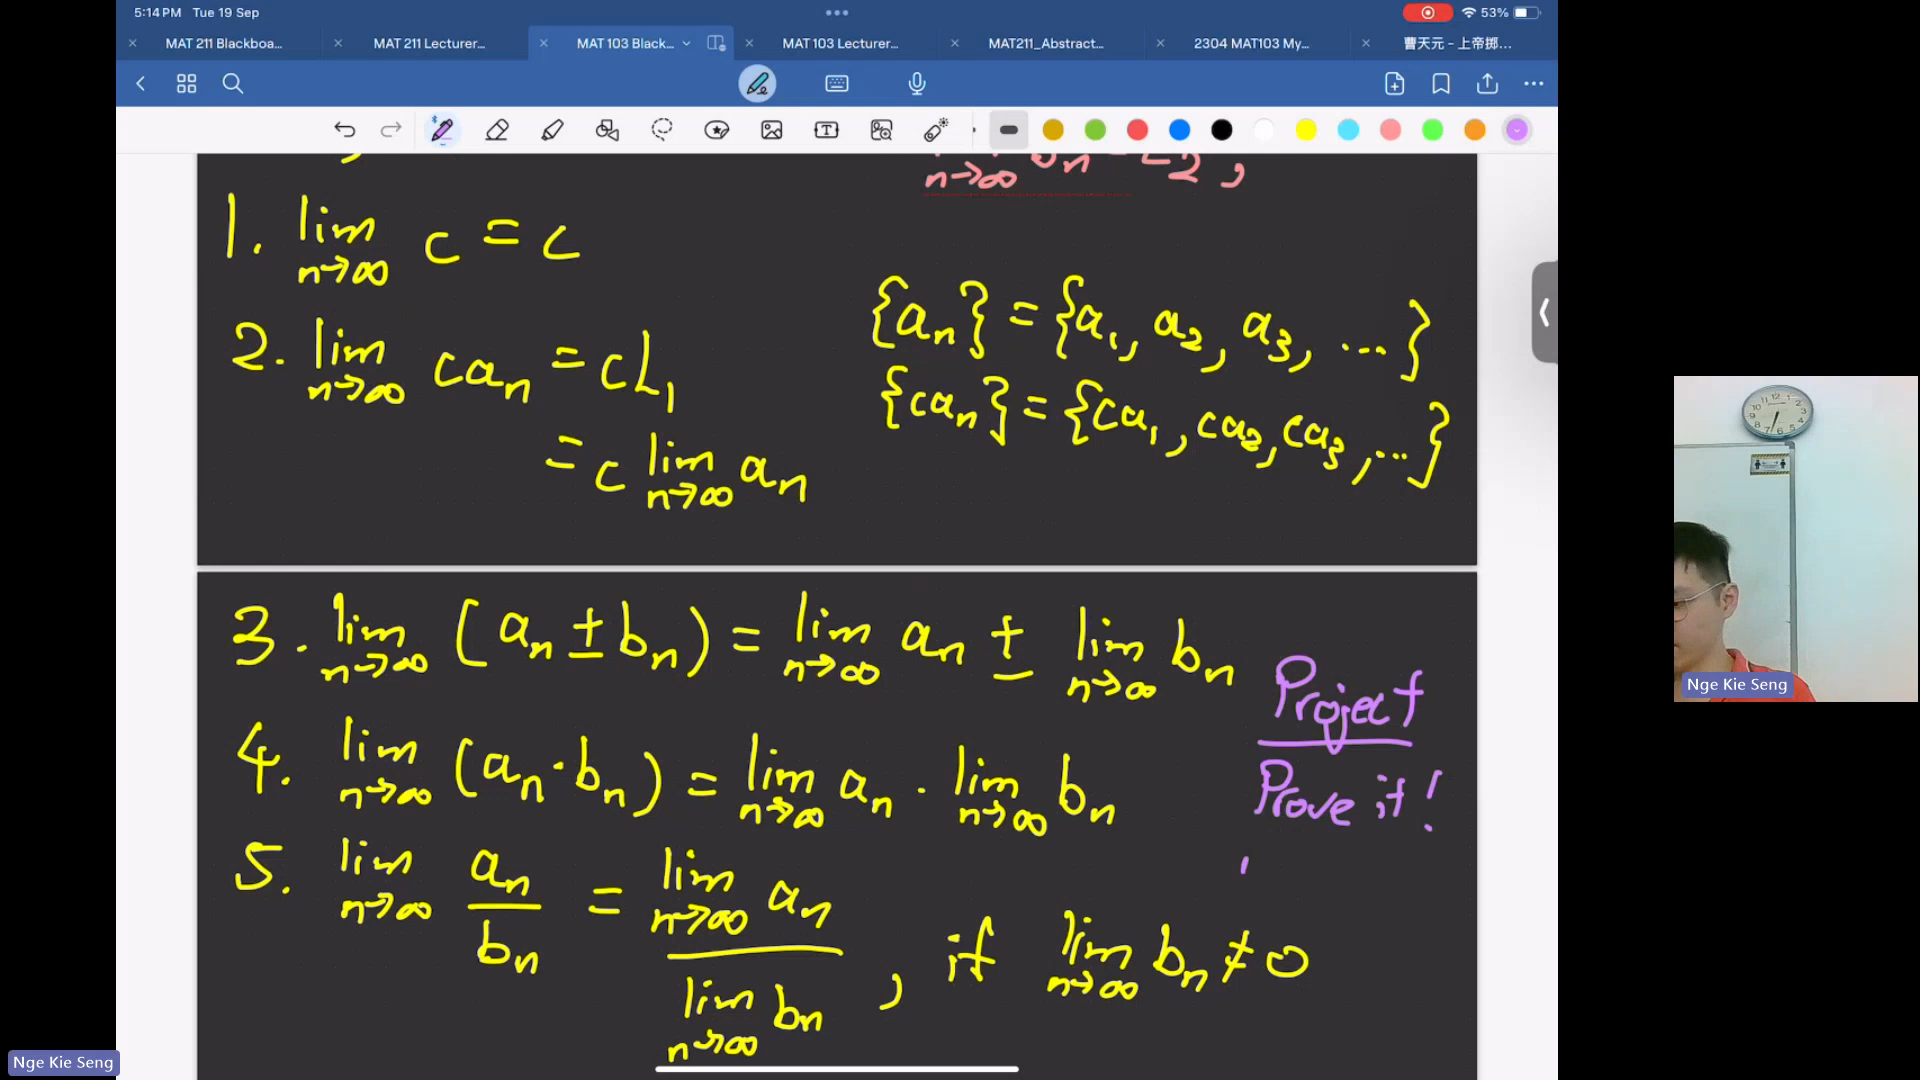 5:14 PM Tue 19 Sep
53%
MAT 211 Blackboa...
MAT 211 Lecturer...
MAT 103 Black...
MAT 103 Lecturer...
MAT211_Abstract...
2304 MAT103 My...
曹天元 - 上帝掷...
lim n→∞ bn = L2,
1. lim n→∞ c = c
2. lim n→∞ can = cL1
= c lim n→∞ an
{an} = {a1, a2, a3, ...}
{can} = {ca1, ca2, ca3, ...}
3. lim n→∞ (an ± bn) = lim n→∞ an ± lim n→∞ bn
4. lim n→∞ (an · bn) = lim n→∞ an · lim n→∞ bn
5. lim n→∞ an/bn = lim n→∞ an / lim n→∞ bn, if lim n→∞ bn ≠ 0
Project
Prove it!
Nge Kie Seng
Nge Kie Seng